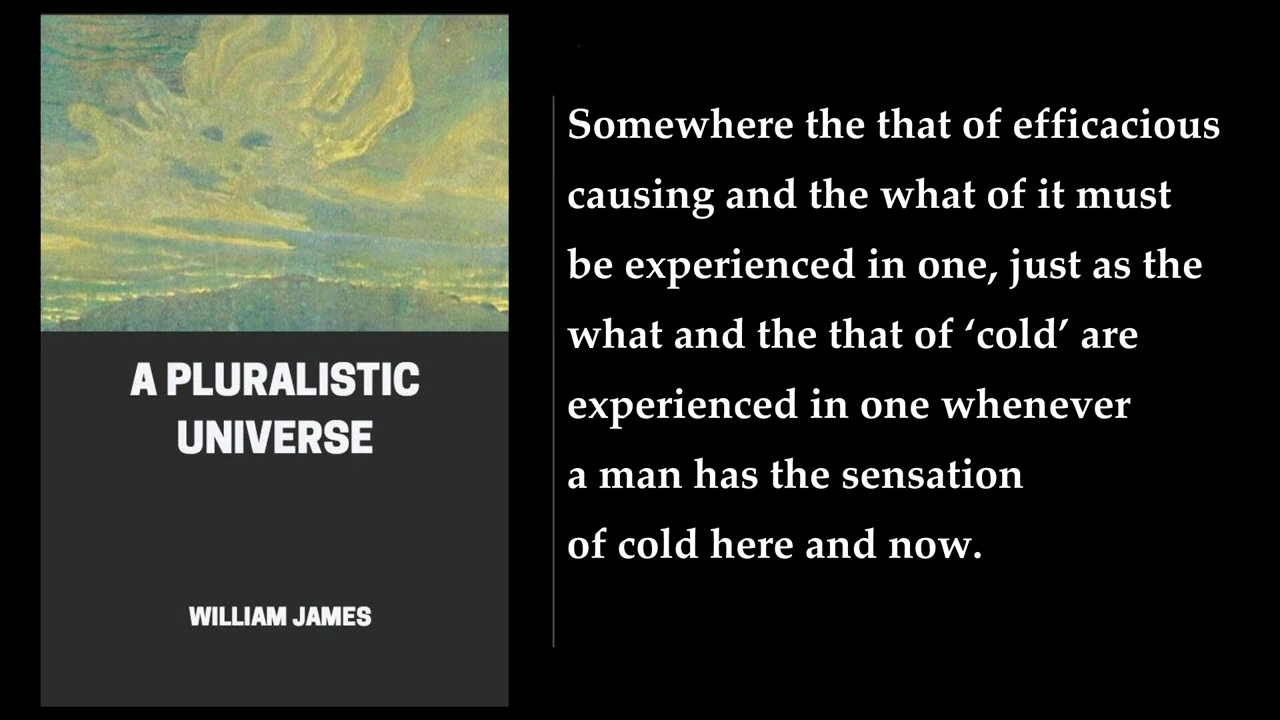 A PLURALISTIC
UNIVERSE
WILLIAM JAMES
Somewhere the that of efficacious
causing and the what of it must
be experienced in one, just as the
what and the that of ‘cold’ are
experienced in one whenever
a man has the sensation
of cold here and now.